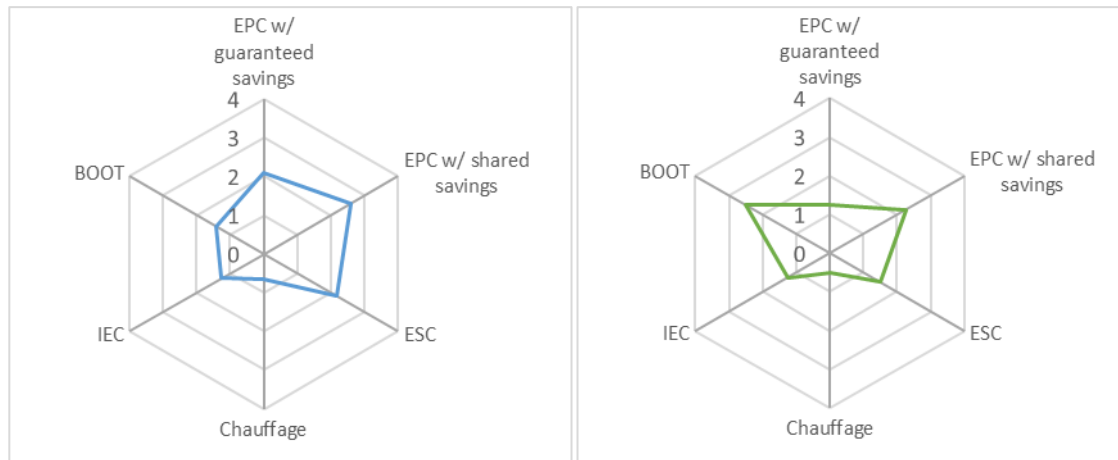 EPC w/
guaranteed
savings
4
3
2
1
0
EPC w/ shared
savings
BOOT
IEC
ESC
Chauffage
EPC w/
guaranteed
savings
4
3
2
1
0
EPC w/ shared
savings
BOOT
IEC
ESC
Chauffage